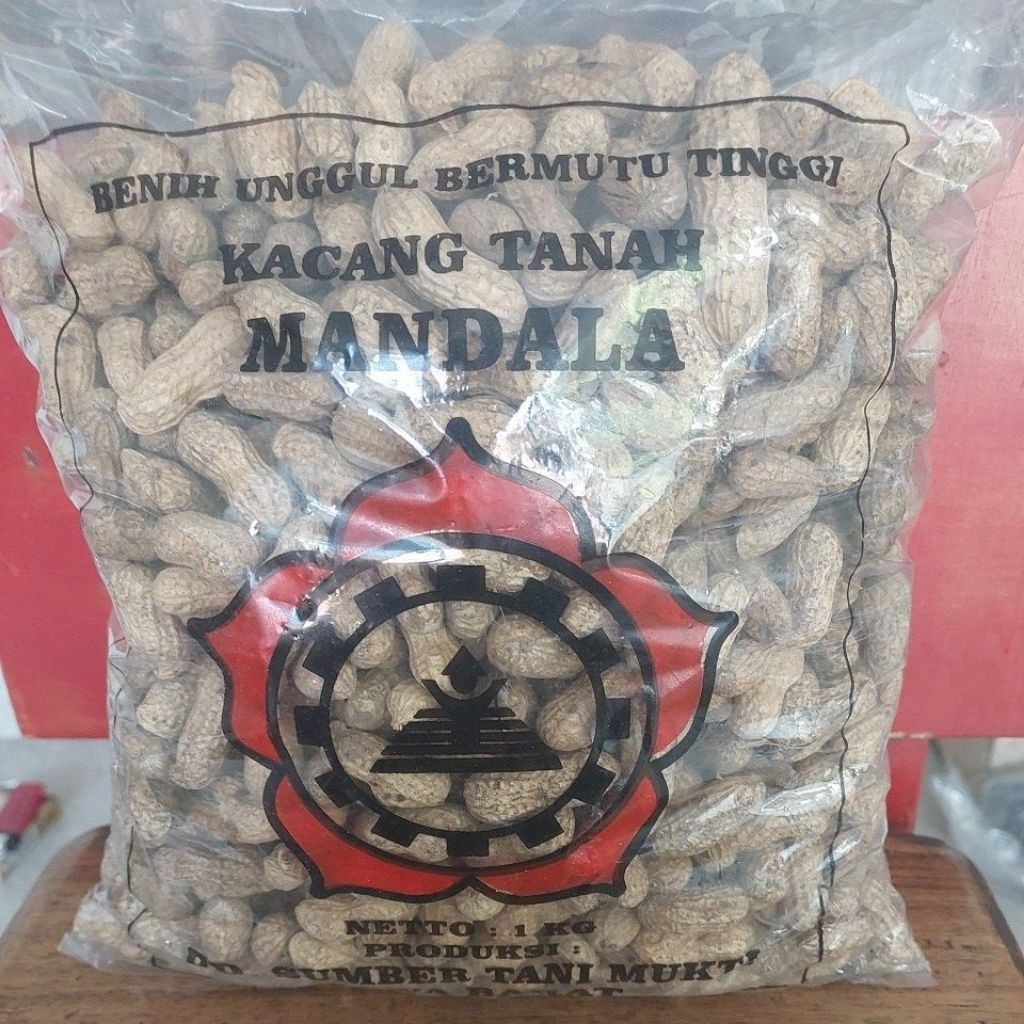 BENIH UNGGUL BERMUTU TINGGI
KACANG TANAH
MANDALA
NETTO : 1 KG
PRODUKSI :
SUMBER TANI MUKTI